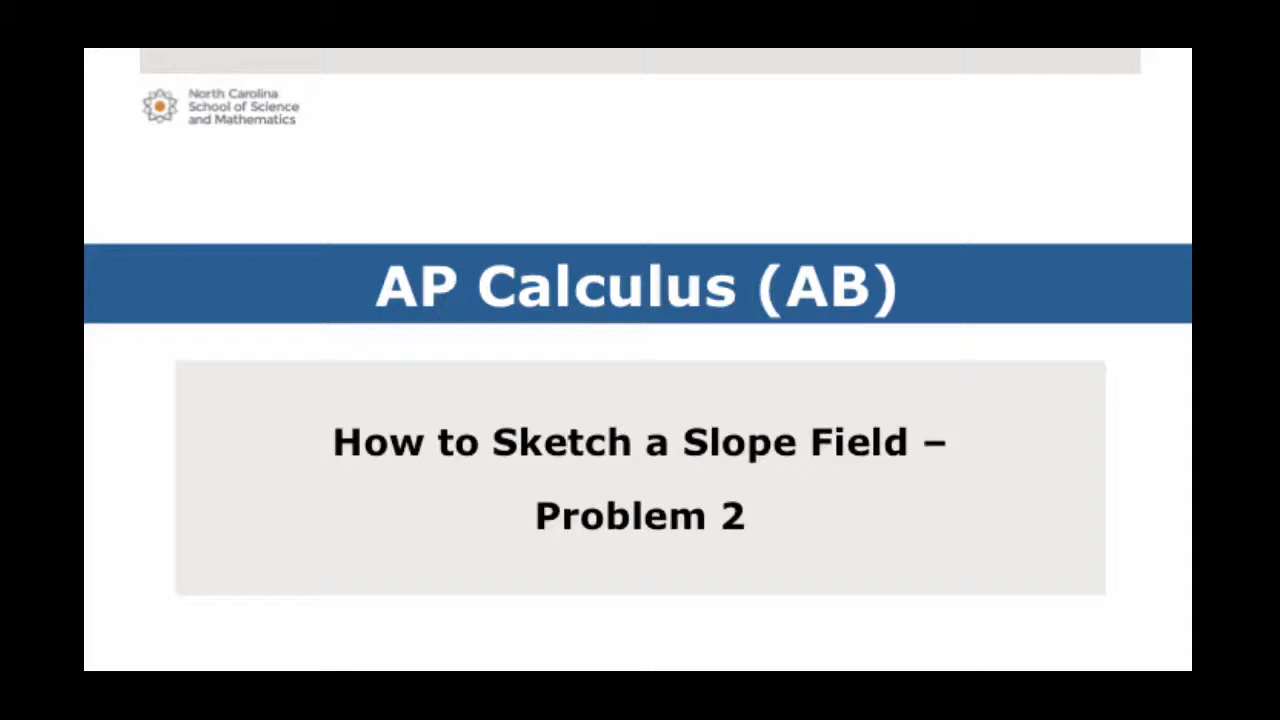 North Carolina
School of Science
and Mathematics
AP Calculus (AB)
How to Sketch a Slope Field –
Problem 2